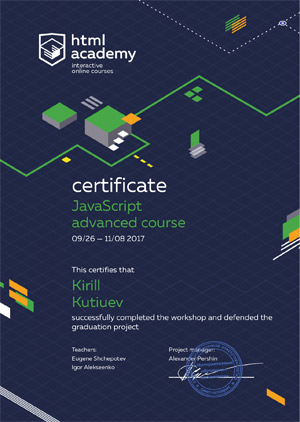 html
academy
interactive
online courses
certificate
JavaScript
advanced course
09/26 — 11/08 2017
This certifies that
Kirill
Kutiuev
successfully completed the workshop and defended the
graduation project
Teachers:
Eugene Shchepotev
Igor Alekseenko
Project manager:
Alexander Pershin